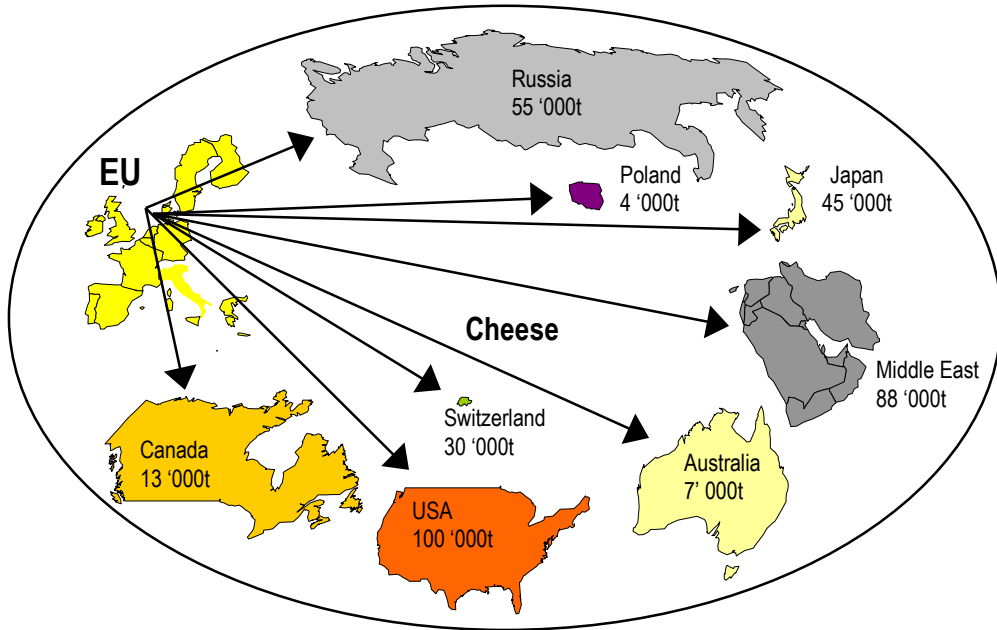 Russia
55 ‘000t
EU
Poland
4 ‘000t
Japan
45 ‘000t
Cheese
Middle East
88 ‘000t
Switzerland
30 ‘000t
Canada
13 ‘000t
Australia
7’ 000t
USA
100 ‘000t